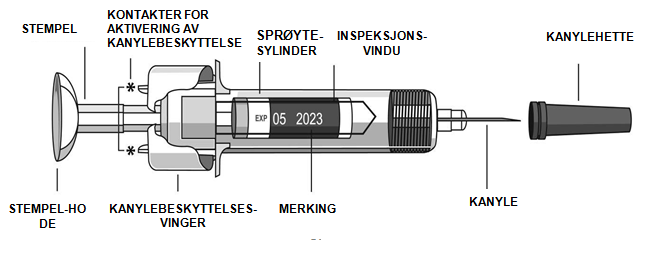 KONTAKTER FOR
AKTIVERING AV
KANYLEBESKYTTELSE
STEMPEL
SPRØYTE-
SYLINDER
INSPEKSJONS-
VINDU
KANYLEHETTE
*
*
EXP 05 2023
STEMPEL-HO
DE
KANYLEBESKYTTELSES-
VINGER
MERKING
KANYLE